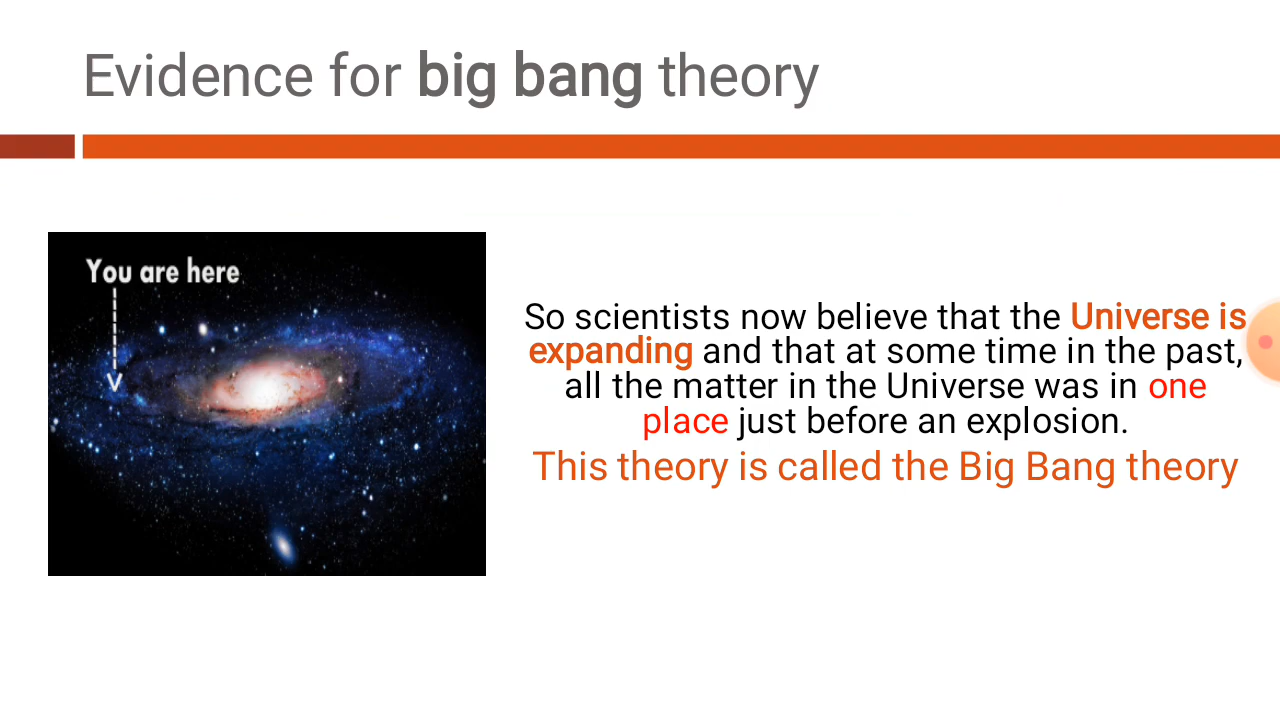 Evidence for big bang theory
You are here
So scientists now believe that the Universe is
expanding and that at some time in the past,
all the matter in the Universe was in one
place just before an explosion.
This theory is called the Big Bang theory